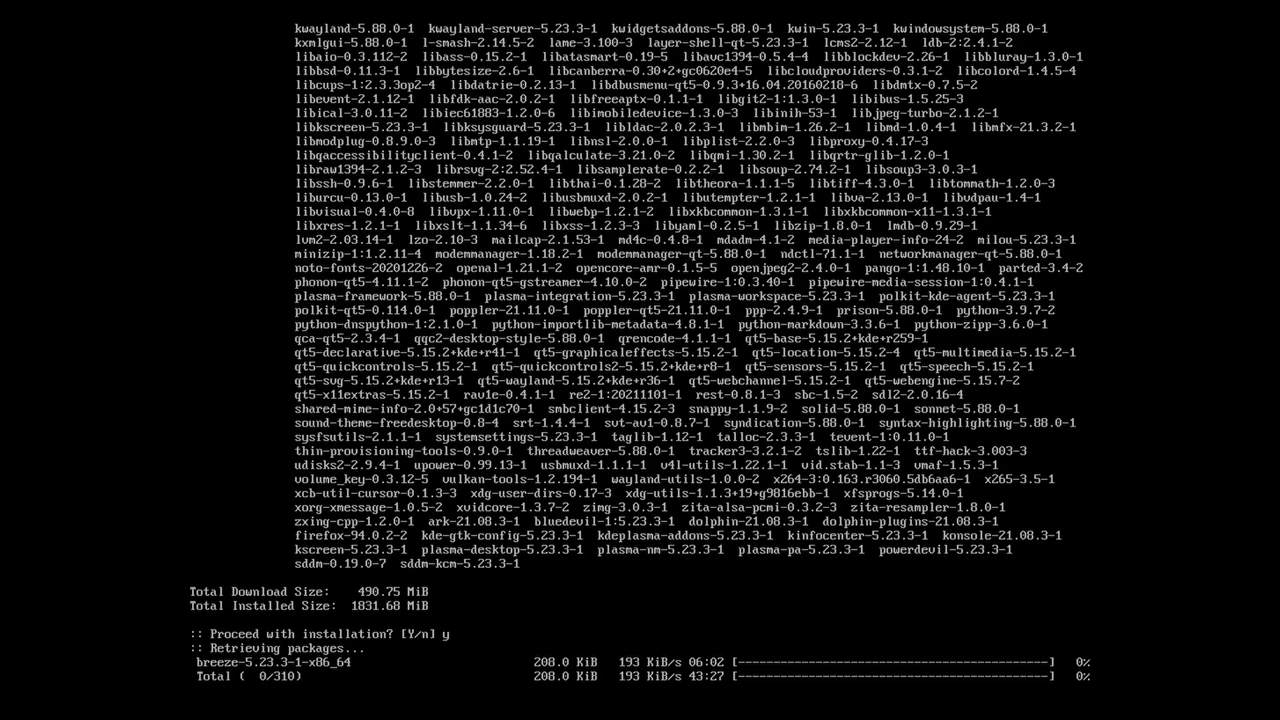 kwayland-5.88.0-1  kwayland-server-5.23.3-1  kwidgetsaddons-5.88.0-1  kwin-5.23.3-1  kwindowsystem-5.88.0-1
kxmlgui-5.88.0-1  l-smash-2.14.5-2  lame-3.100-3  layer-shell-qt-5.23.3-1  lcms2-2.12-1  ldb-2:2.4.1-2
libaio-0.3.112-2  libass-0.15.2-1  libatasmart-0.19-5  libavc1394-0.5.4-4  libblockdev-2.26-1  libbluray-1.3.0-1
libbsd-0.11.3-1  libbytesize-2.6-1  libcanberra-0.30+2+gc0620e4-5  libcloudproviders-0.3.1-2  libcolord-1.4.5-4
libcups-1:2.3.3op2-4  libdatrie-0.2.13-1  libdbusmenu-qt5-0.9.3+16.04.20160218-6  libdmtx-0.7.5-2
libevent-2.1.12-1  libfdk-aac-2.0.2-1  libfreeaptx-0.1.1-1  libgit2-1:1.3.0-1  libibus-1.5.25-3
libical-3.0.11-2  libiec61883-1.2.0-6  libimobiledevice-1.3.0-3  libinih-53-1  libjpeg-turbo-2.1.2-1
libkscreen-5.23.3-1  libksysguard-5.23.3-1  libldac-2.0.2.3-1  libmbim-1.26.2-1  libmd-1.0.4-1  libmfx-21.3.2-1
libmodplug-0.8.9.0-3  libmtp-1.1.19-1  libnsl-2.0.0-1  libplist-2.2.0-3  libproxy-0.4.17-3
libqaccessibilityclient-0.4.1-2  libqalculate-3.21.0-2  libqmi-1.30.2-1  libqrtr-glib-1.2.0-1
libraw1394-2.1.2-3  librsvg-2:2.52.4-1  libsamplerate-0.2.2-1  libsoup-2.74.2-1  libsoup3-3.0.3-1
libssh-0.9.6-1  libstemmer-2.2.0-1  libthai-0.1.28-2  libtheora-1.1.1-5  libtiff-4.3.0-1  libtommath-1.2.0-3
liburcu-0.13.0-1  libusb-1.0.24-2  libusbmuxd-2.0.2-1  libutempter-1.2.1-1  libva-2.13.0-1  libvdpau-1.4-1
libvisual-0.4.0-8  libvpx-1.11.0-1  libwebp-1.2.1-2  libxkbcommon-1.3.1-1  libxkbcommon-x11-1.3.1-1
libxres-1.2.1-1  libxslt-1.1.34-6  libxss-1.2.3-3  libyaml-0.2.5-1  libzip-1.8.0-1  lmdb-0.9.29-1
lvm2-2.03.14-1  lzo-2.10-3  mailcap-2.1.53-1  md4c-0.4.8-1  mdadm-4.1-2  media-player-info-24-2  milou-5.23.3-1
minizip-1:1.2.11-4  modemmanager-1.18.2-1  modemmanager-qt-5.88.0-1  ndctl-71.1-1  networkmanager-qt-5.88.0-1
noto-fonts-20201226-2  openal-1.21.1-2  opencore-amr-0.1.5-5  openjpeg2-2.4.0-1  pango-1:1.48.10-1  parted-3.4-2
phonon-qt5-4.11.1-2  phonon-qt5-gstreamer-4.10.0-2  pipewire-1:0.3.40-1  pipewire-media-session-1:0.4.1-1
plasma-framework-5.88.0-1  plasma-integration-5.23.3-1  plasma-workspace-5.23.3-1  polkit-kde-agent-5.23.3-1
polkit-qt5-0.114.0-1  poppler-21.11.0-1  poppler-qt5-21.11.0-1  ppp-2.4.9-1  prison-5.88.0-1  python-3.9.7-2
python-dnspython-1:2.1.0-1  python-importlib-metadata-4.8.1-1  python-markdown-3.3.6-1  python-zipp-3.6.0-1
qca-qt5-2.3.4-1  qqc2-desktop-style-5.88.0-1  qrencode-4.1.1-1  qt5-base-5.15.2+kde+r259-1
qt5-declarative-5.15.2+kde+r41-1  qt5-graphicaleffects-5.15.2-1  qt5-location-5.15.2-4  qt5-multimedia-5.15.2-1
qt5-quickcontrols-5.15.2-1  qt5-quickcontrols2-5.15.2+kde+r8-1  qt5-sensors-5.15.2-1  qt5-speech-5.15.2-1
qt5-svg-5.15.2+kde+r13-1  qt5-wayland-5.15.2+kde+r36-1  qt5-webchannel-5.15.2-1  qt5-webengine-5.15.7-2
qt5-x11extras-5.15.2-1  rav1e-0.4.1-1  re2-1:20211101-1  rest-0.8.1-3  sbc-1.5-2  sdl2-2.0.16-4
shared-mime-info-2.0+57+gc1d1c70-1  smbclient-4.15.2-3  snappy-1.1.9-2  solid-5.88.0-1  sonnet-5.88.0-1
sound-theme-freedesktop-0.8-4  srt-1.4.4-1  svt-av1-0.8.7-1  syndication-5.88.0-1  syntax-highlighting-5.88.0-1
sysfsutils-2.1.1-1  systemsettings-5.23.3-1  taglib-1.12-1  talloc-2.3.3-1  tevent-1:0.11.0-1
thin-provisioning-tools-0.9.0-1  threadweaver-5.88.0-1  tracker3-3.2.1-2  tslib-1.22-1  ttf-hack-3.003-3
udisks2-2.9.4-1  upower-0.99.13-1  usbmuxd-1.1.1-1  v4l-utils-1.22.1-1  vid.stab-1.1-3  vmaf-1.5.3-1
volume_key-0.3.12-5  vulkan-tools-1.2.194-1  wayland-utils-1.0.0-2  x264-3:0.163.r3060.5db6aa6-1  x265-3.5-1
xcb-util-cursor-0.1.3-3  xdg-user-dirs-0.17-3  xdg-utils-1.1.3+19+g9816ebb-1  xfsprogs-5.14.0-1
xorg-xmessage-1.0.5-2  xvidcore-1.3.7-2  zimg-3.0.3-1  zita-alsa-pcmi-0.3.2-3  zita-resampler-1.8.0-1
zxing-cpp-1.2.0-1  ark-21.08.3-1  bluedevil-1:5.23.3-1  dolphin-21.08.3-1  dolphin-plugins-21.08.3-1
firefox-94.0.2-2  kde-gtk-config-5.23.3-1  kdeplasma-addons-5.23.3-1  kinfocenter-5.23.3-1  konsole-21.08.3-1
kscreen-5.23.3-1  plasma-desktop-5.23.3-1  plasma-nm-5.23.3-1  plasma-pa-5.23.3-1  powerdevil-5.23.3-1
sddm-0.19.0-7  sddm-kcm-5.23.3-1
Total Download Size:    490.75 MiB
Total Installed Size:  1831.68 MiB
:: Proceed with installation? [Y/n] y
:: Retrieving packages...
breeze-5.23.3-1-x86_64  208.0 KiB  193 KiB/s 06:02 [--------------------------------------------]  0%
Total (  0/310)  208.0 KiB  193 KiB/s 43:27 [--------------------------------------------]  0%